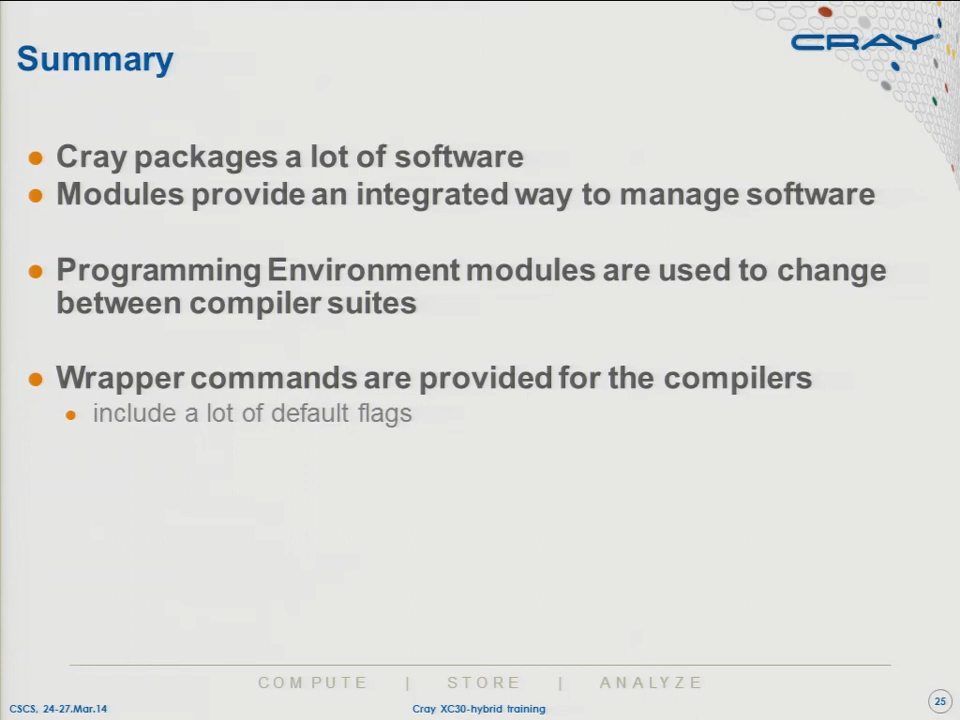 Summary
CRAY
Cray packages a lot of software
Modules provide an integrated way to manage software
Programming Environment modules are used to change
between compiler suites
Wrapper commands are provided for the compilers
include a lot of default flags
COMPUTE | STORE | ANALYZE
CSCS, 24-27.Mar.14
Cray XC30-hybrid training
25